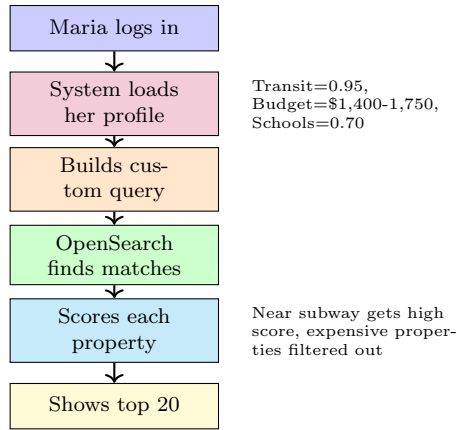 Maria logs in
System loads
her profile
Transit=0.95,
Budget=$1,400-1,750,
Schools=0.70
Builds cus-
tom query
OpenSearch
finds matches
Scores each
property
Near subway gets high
score, expensive proper-
ties filtered out
Shows top 20